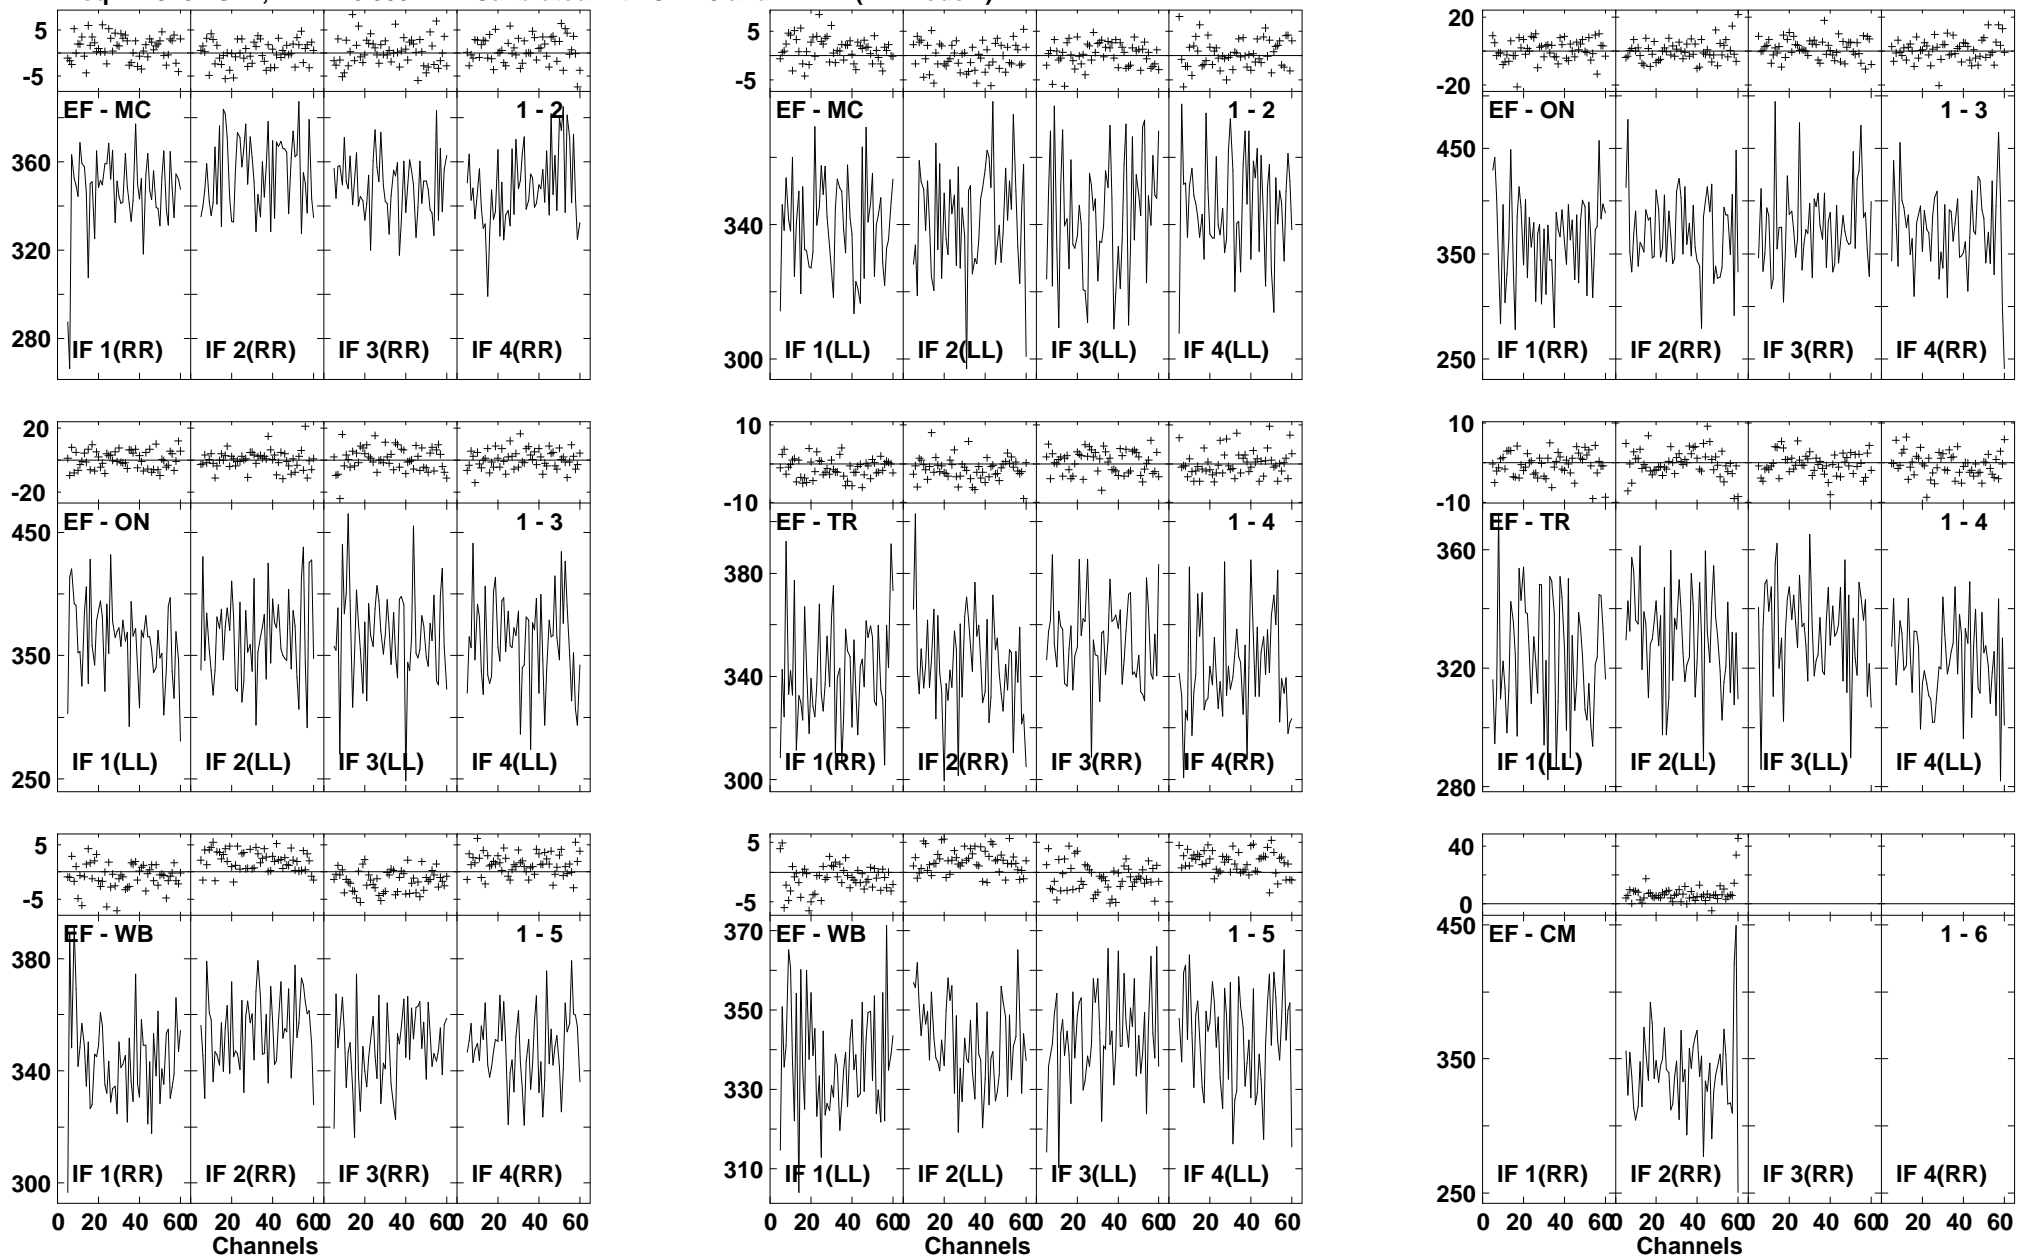 5
-5
EF - MC 1 - 2
360
320
280
IF 1(RR) IF 2(RR) IF 3(RR) IF 4(RR)
5
-5
EF - MC 1 - 2
340
300
IF 1(LL) IF 2(LL) IF 3(LL) IF 4(LL)
20
0
-20
EF - ON 1 - 3
450
350
250
IF 1(RR) IF 2(RR) IF 3(RR) IF 4(RR)
20
0
-20
EF - ON 1 - 3
450
350
250
IF 1(LL) IF 2(LL) IF 3(LL) IF 4(LL)
10
0
-10
EF - TR 1 - 4
380
340
300
IF 1(RR) IF 2(RR) IF 3(RR) IF 4(RR)
10
0
-10
EF - TR 1 - 4
360
320
280
IF 1(LL) IF 2(LL) IF 3(LL) IF 4(LL)
5
-5
EF - WB 1 - 5
380
340
300
IF 1(RR) IF 2(RR) IF 3(RR) IF 4(RR)
0 20 40 60 0 20 40 60 0 20 40 60 0 20 40 60
Channels
5
-5
EF - WB 1 - 5
370
350
330
310
IF 1(LL) IF 2(LL) IF 3(LL) IF 4(LL)
0 20 40 60 0 20 40 60 0 20 40 60 0 20 40 60
Channels
40
0
EF - CM 1 - 6
450
350
250
IF 1(RR) IF 2(RR) IF 3(RR) IF 4(RR)
0 20 40 60 0 20 40 60 0 20 40 60 0 20 40 60
Channels